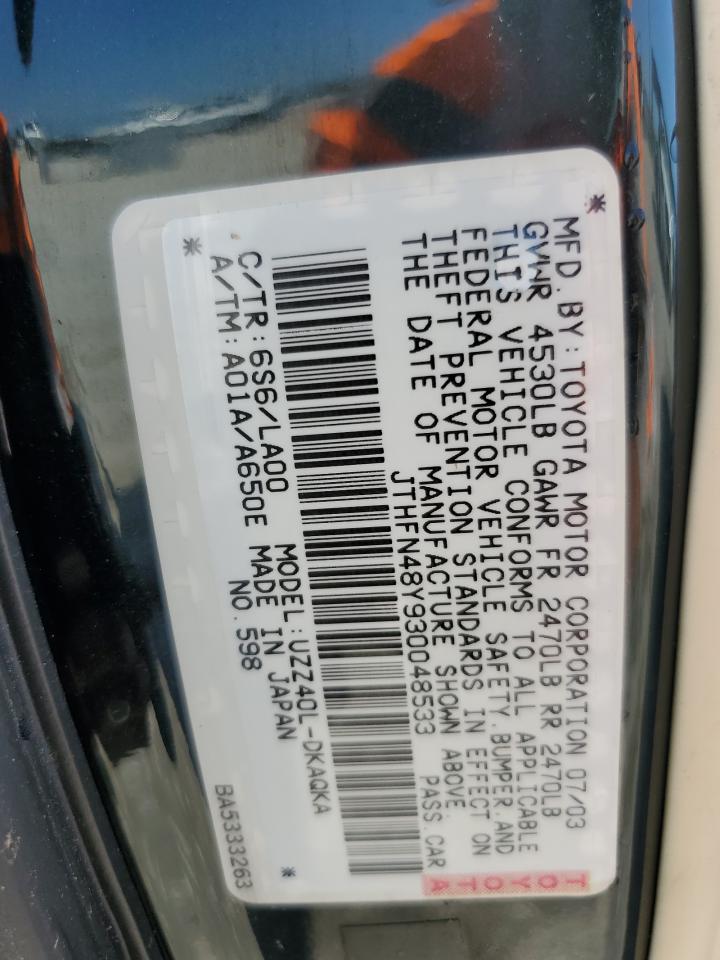 MFD. BY: TOYOTA MOTOR CORPORATION 07/03
GVWR 4530LB GAWR FR 2470LB RR 2470LB
THIS VEHICLE CONFORMS TO ALL APPLICABLE
FEDERAL MOTOR VEHICLE SAFETY, BUMPER, AND
THEFT PREVENTION STANDARDS IN EFFECT ON
THE DATE OF MANUFACTURE SHOWN ABOVE.
JTHFN48Y930048533 PASS. CAR
TOYOTA
MODEL: UZZ40L-DKAQKA
C/TR: 6S6/LA00
A/TM: A01A/A650E MADE IN JAPAN
NO. 598
BA5333263